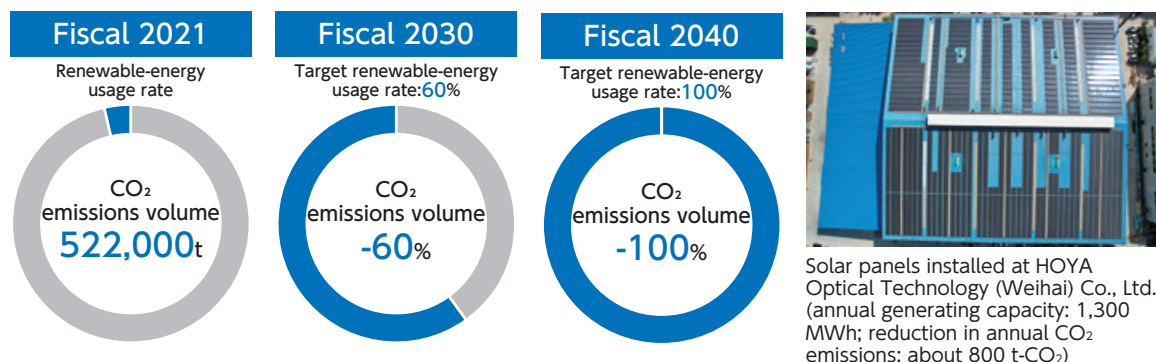 Fiscal 2021
Renewable-energy
usage rate
CO₂
emissions volume
522,000t
Fiscal 2030
Target renewable-energy
usage rate:60%
CO₂
emissions volume
-60%
Fiscal 2040
Target renewable-energy
usage rate:100%
CO₂
emissions volume
-100%
Solar panels installed at HOYA
Optical Technology (Weihai) Co., Ltd.
(annual generating capacity: 1,300
MWh; reduction in annual CO₂
emissions: about 800 t-CO₂)